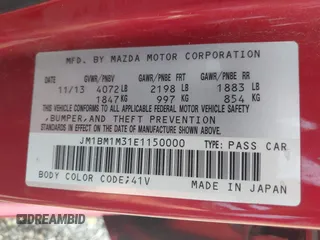 MFD. BY MAZDA MOTOR CORPORATION
GVWR/PNBV GAWR/PNBE FRT GAWR/PNBE RR
11/13 4072 LB 2198 LB 1883 LB
1847 KG 997 KG 854 KG
THIS VEHICLE CONFORMS TO ALL APPLICABLE FEDERAL MOTOR VEHICLE SAFETY
, BUMPER, AND THEFT PREVENTION
STANDARDS IN EFFECT ON THE DATE OF MANUFACTURE SHOWN ABOVE.
JM1BM1M31E1150000 TYPE: PASS CAR
BODY COLOR CODE;41V MADE IN JAPAN
DREAMBID